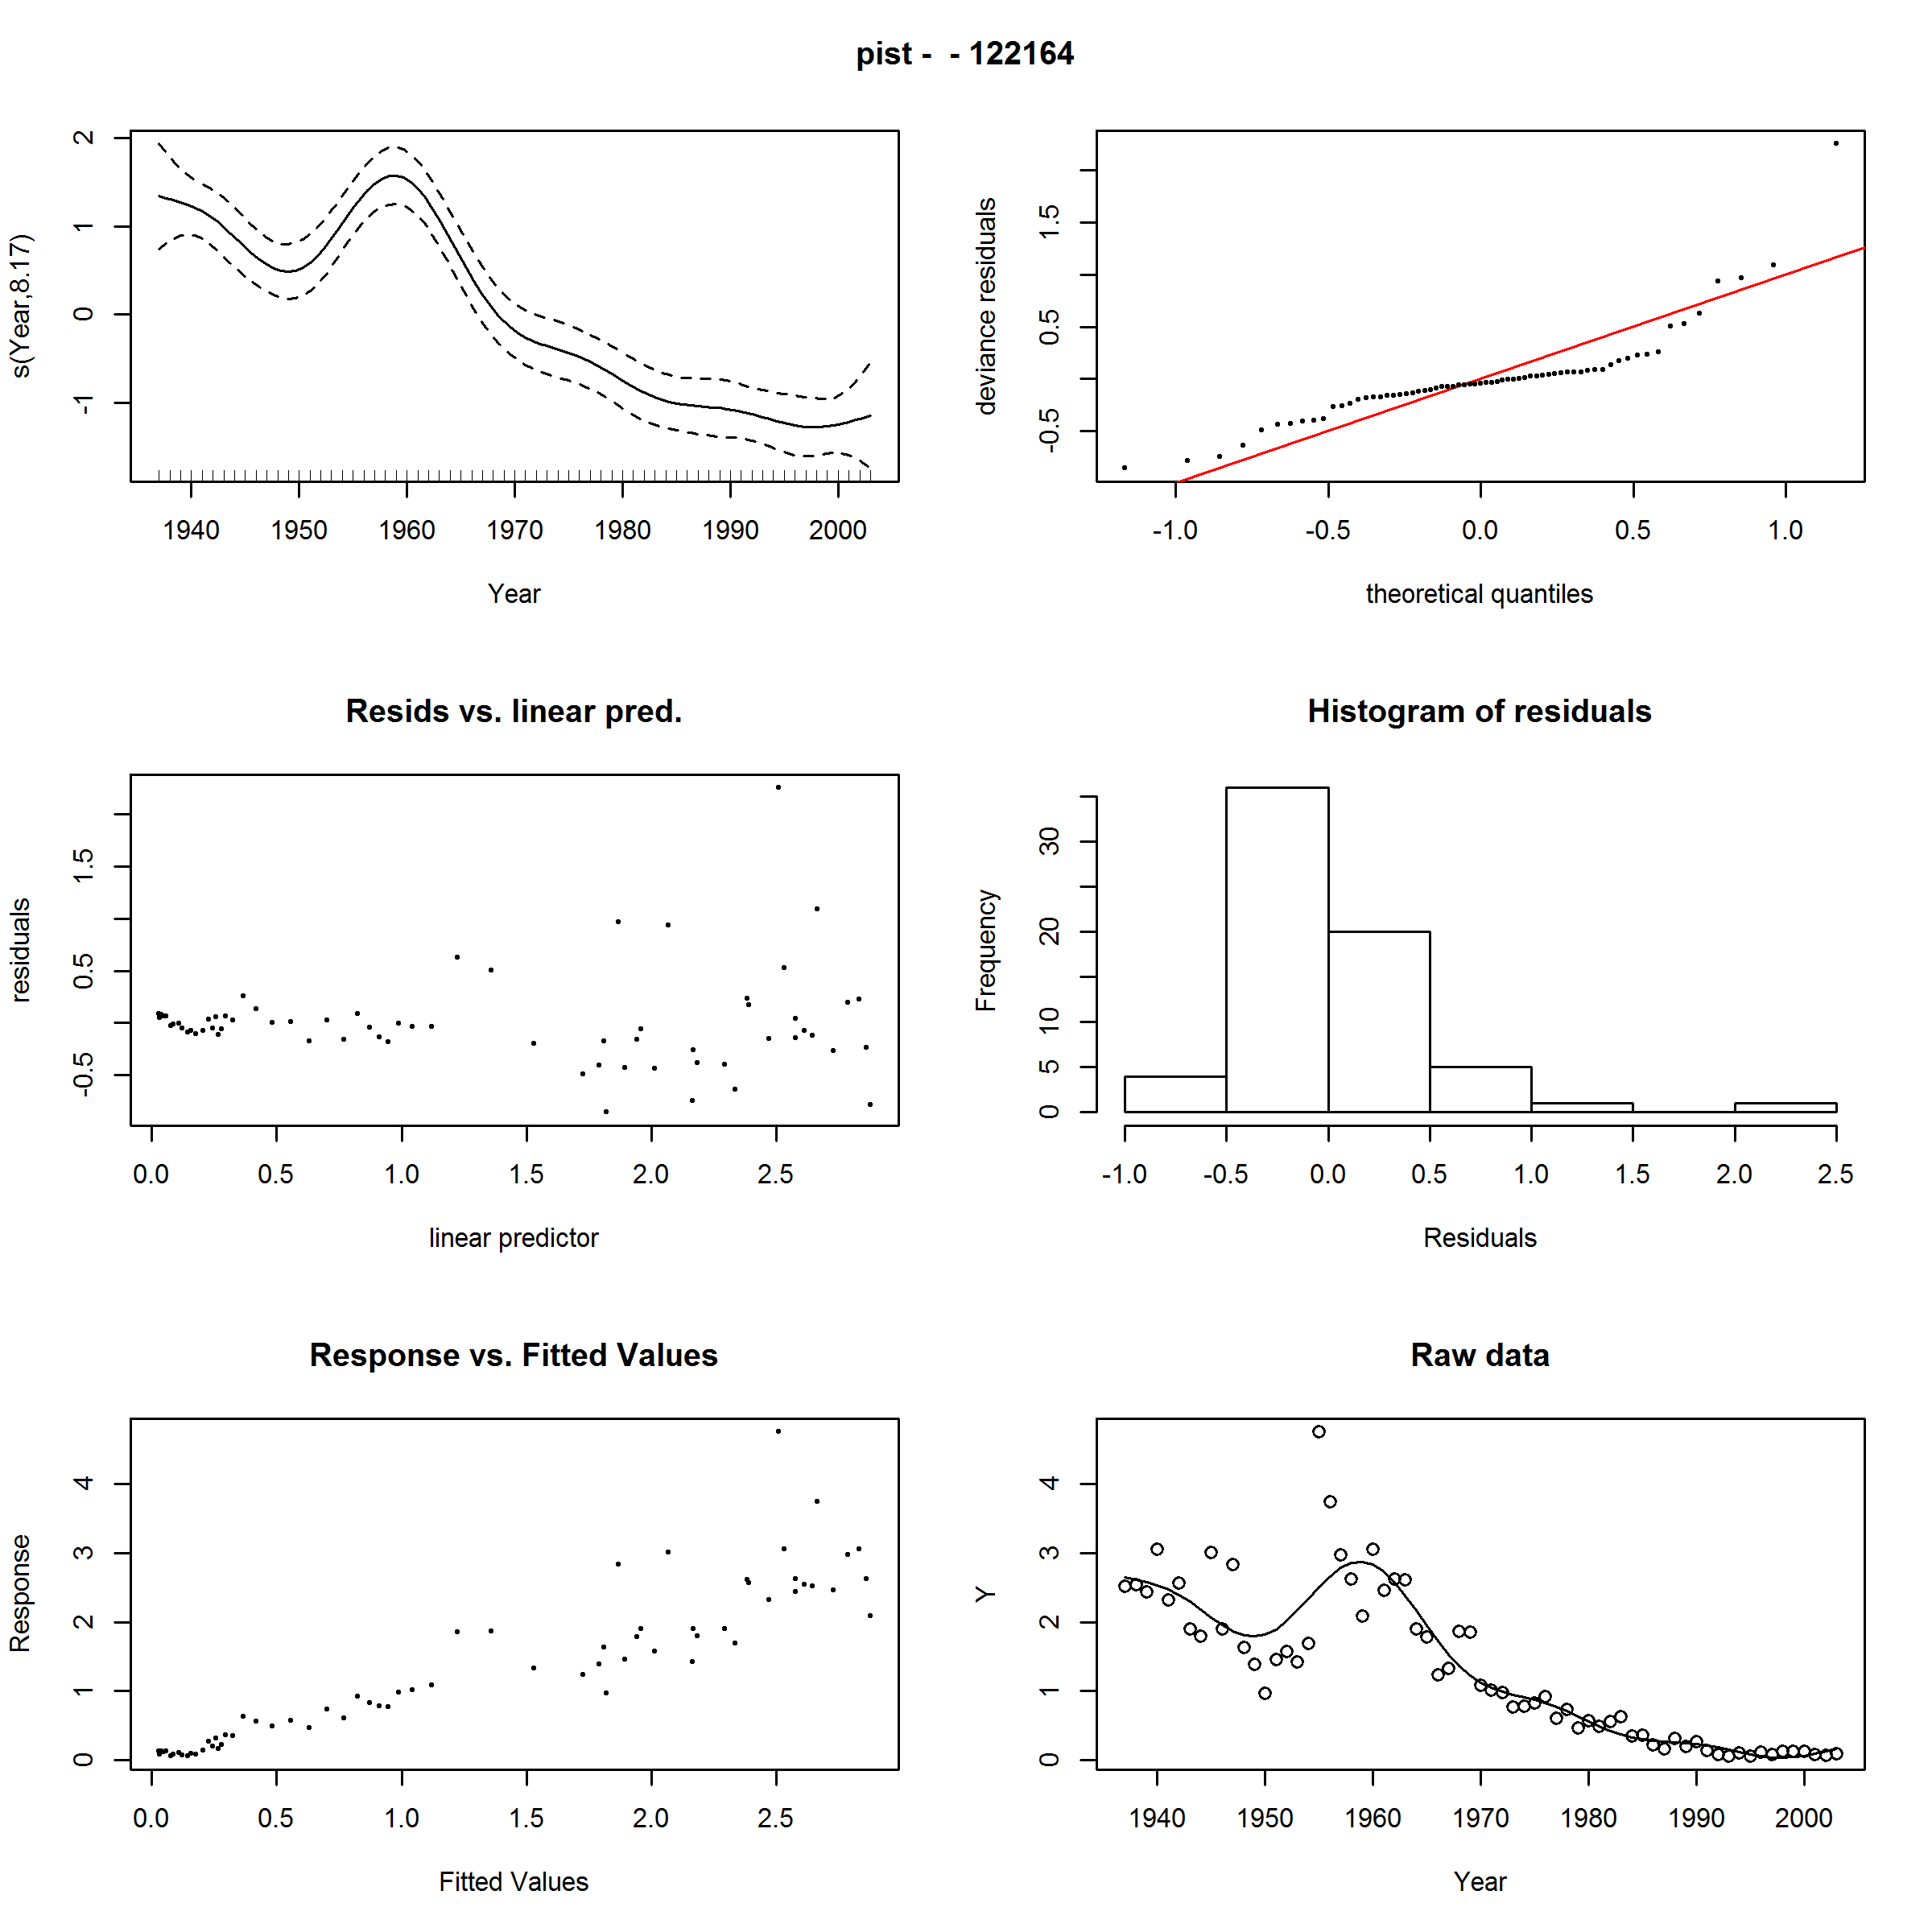 pist -  - 122164
s(Year,8.17)
2
1
0
-1
1940 1950 1960 1970 1980 1990 2000
Year
deviance residuals
1.5
0.5
-0.5
-1.0 -0.5 0.0 0.5 1.0
theoretical quantiles
Resids vs. linear pred.
residuals
1.5
0.5
-0.5
0.0 0.5 1.0 1.5 2.0 2.5
linear predictor
Histogram of residuals
Frequency
30
20
10
5
0
-1.0 -0.5 0.0 0.5 1.0 1.5 2.0 2.5
Residuals
Response vs. Fitted Values
Response
4
3
2
1
0
0.0 0.5 1.0 1.5 2.0 2.5
Fitted Values
Raw data
Y
4
3
2
1
0
1940 1950 1960 1970 1980 1990 2000
Year